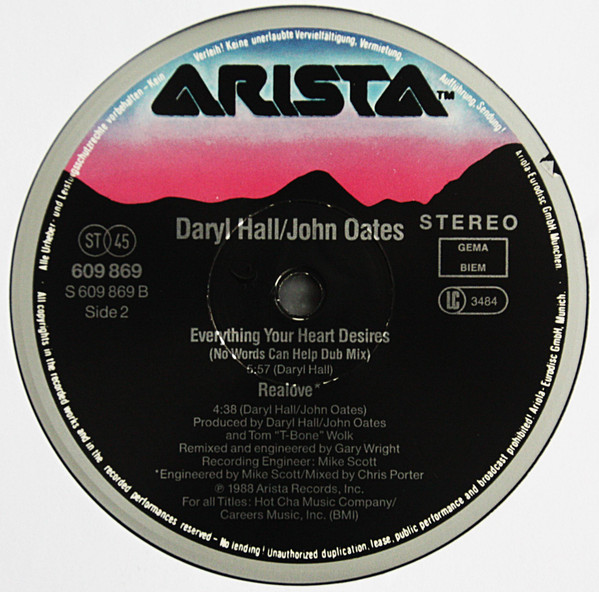 Alle Urheber- und Leistungsschutzrechte vorbehalten - Kein Verleih! Keine unerlaubte Vervielfältigung, Vermietung, Aufführung, Sendung!
ARISTA™
Daryl Hall/John Oates
STEREO
ST 45
609 869
S 609 869 B
Side 2
GEMA
BIEM
LC 3484
Everything Your Heart Desires
(No Words Can Help Dub Mix)
5:57 (Daryl Hall)
Realove*
4:38 (Daryl Hall/John Oates)
Produced by Daryl Hall/John Oates
and Tom "T-Bone" Wolk
Remixed and engineered by Gary Wright
Recording Engineer: Mike Scott
*Engineered by Mike Scott/Mixed by Chris Porter
℗ 1988 Arista Records, Inc.
For all Titles: Hot Cha Music Company/
Careers Music, Inc. (BMI)
Ariola-Eurodisc GmbH, München.
All copyrights in the recorded works and in the recorded performances reserved - No lending! Unauthorized duplication, lease, public performance and broadcast prohibited! Ariola-Eurodisc GmbH, Munich.